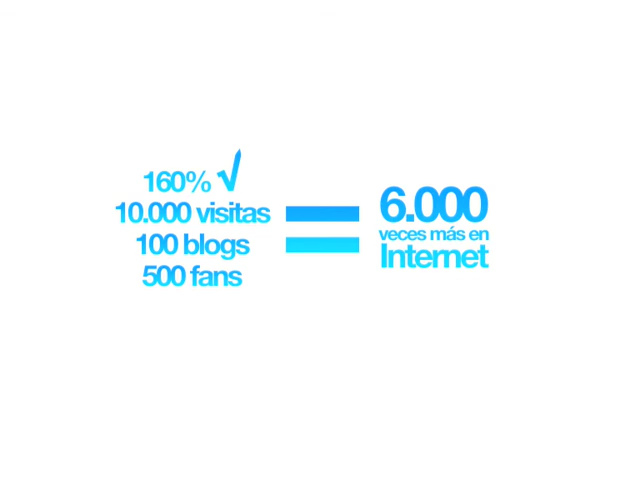 160% √
10.000 visitas
100 blogs
500 fans
=
6.000
veces más en
Internet